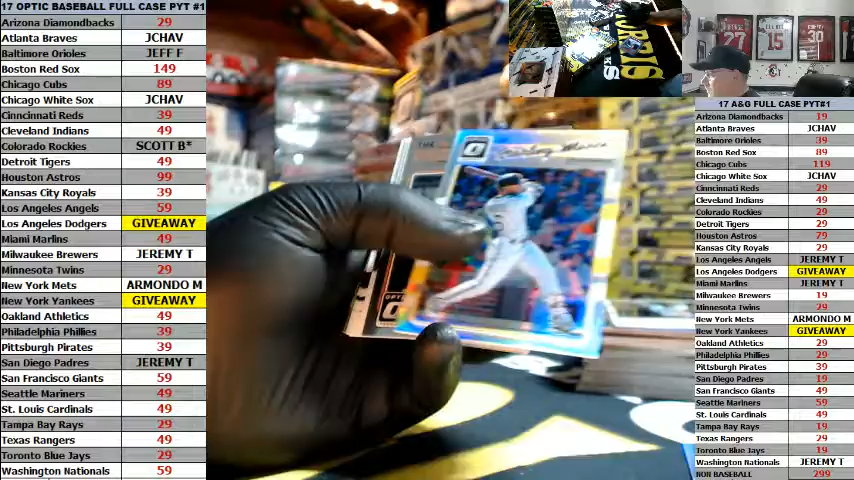 17 OPTIC BASEBALL FULL CASE PYT #1
Arizona Diamondbacks 29
Atlanta Braves JCHAV
Baltimore Orioles JEFF F
Boston Red Sox 149
Chicago Cubs 89
Chicago White Sox JCHAV
Cinncinati Reds 39
Cleveland Indians 49
Colorado Rockies SCOTT B*
Detroit Tigers 49
Houston Astros 99
Kansas City Royals 39
Los Angeles Angels 59
Los Angeles Dodgers GIVEAWAY
Miami Marlins 49
Milwaukee Brewers JEREMY T
Minnesota Twins 29
New York Mets ARMONDO M
New York Yankees GIVEAWAY
Oakland Athletics 49
Philadelphia Phillies 39
Pittsburgh Pirates 39
San Diego Padres JEREMY T
San Francisco Giants 59
Seattle Mariners 49
St. Louis Cardinals 49
Tampa Bay Rays 29
Texas Rangers 49
Toronto Blue Jays 29
Washington Nationals 59
27
15
30
17 A&G FULL CASE PYT#1
Arizona Diamondbacks 19
Atlanta Braves JCHAV
Baltimore Orioles 39
Boston Red Sox 89
Chicago Cubs 119
Chicago White Sox JCHAV
Cinncinati Reds 29
Cleveland Indians 49
Colorado Rockies 29
Detroit Tigers 29
Houston Astros 79
Kansas City Royals 29
Los Angeles Angels JEREMY T
Los Angeles Dodgers GIVEAWAY
Miami Marlins JEREMY T
Milwaukee Brewers 19
Minnesota Twins 29
New York Mets ARMONDO M
New York Yankees GIVEAWAY
Oakland Athletics 29
Philadelphia Phillies 29
Pittsburgh Pirates 39
San Diego Padres 19
San Francisco Giants 49
Seattle Mariners 59
St. Louis Cardinals 49
Tampa Bay Rays 19
Texas Rangers 29
Toronto Blue Jays 19
Washington Nationals JEREMY T
NON BASEBALL 299